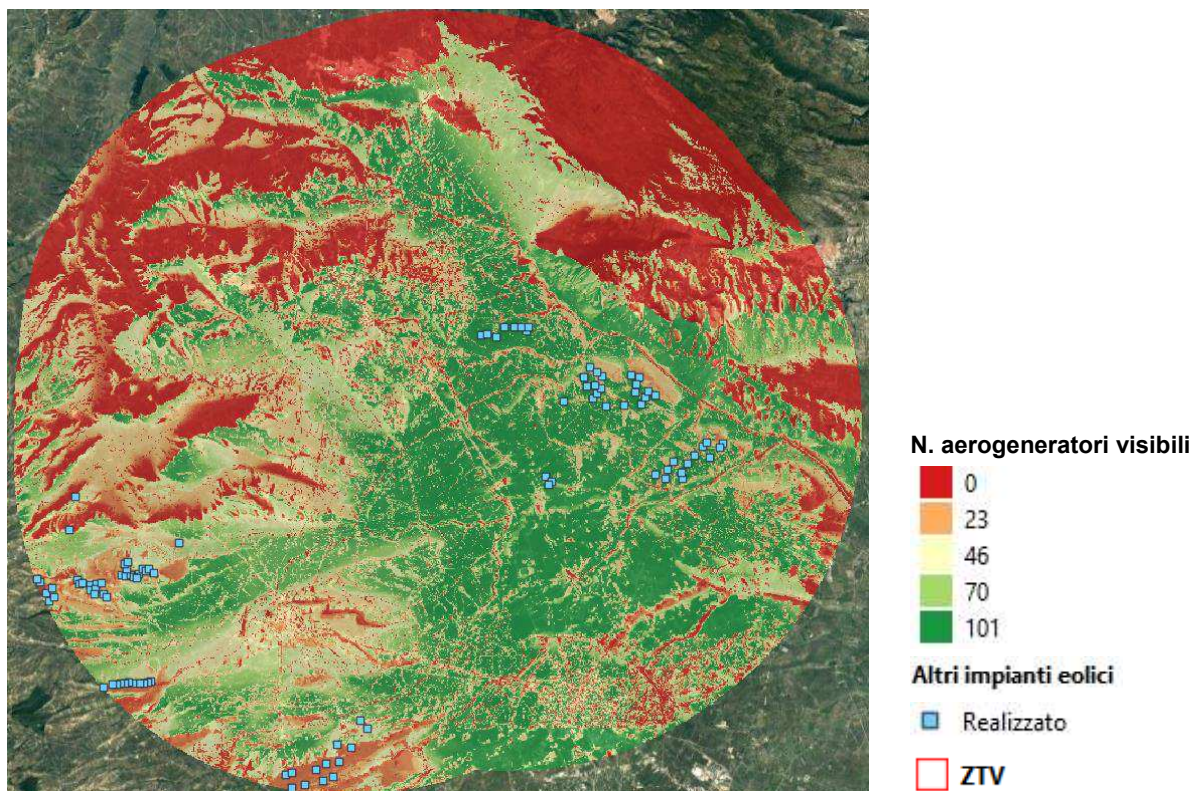 N. aerogeneratori visibili
0
23
46
70
101
Altri impianti eolici
Realizzato
ZTV